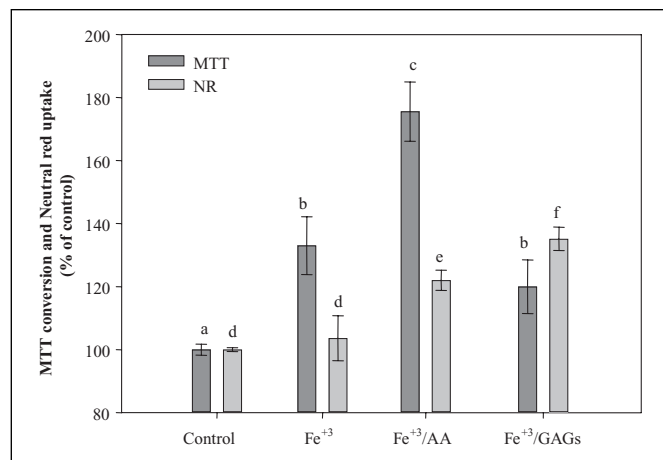 MTT conversion and Neutral red uptake
(% of control)
200
180
160
140
120
100
80
MTT
NR
a
d
b
d
c
e
b
f
Control
Fe+3
Fe+3/AA
Fe+3/GAGs